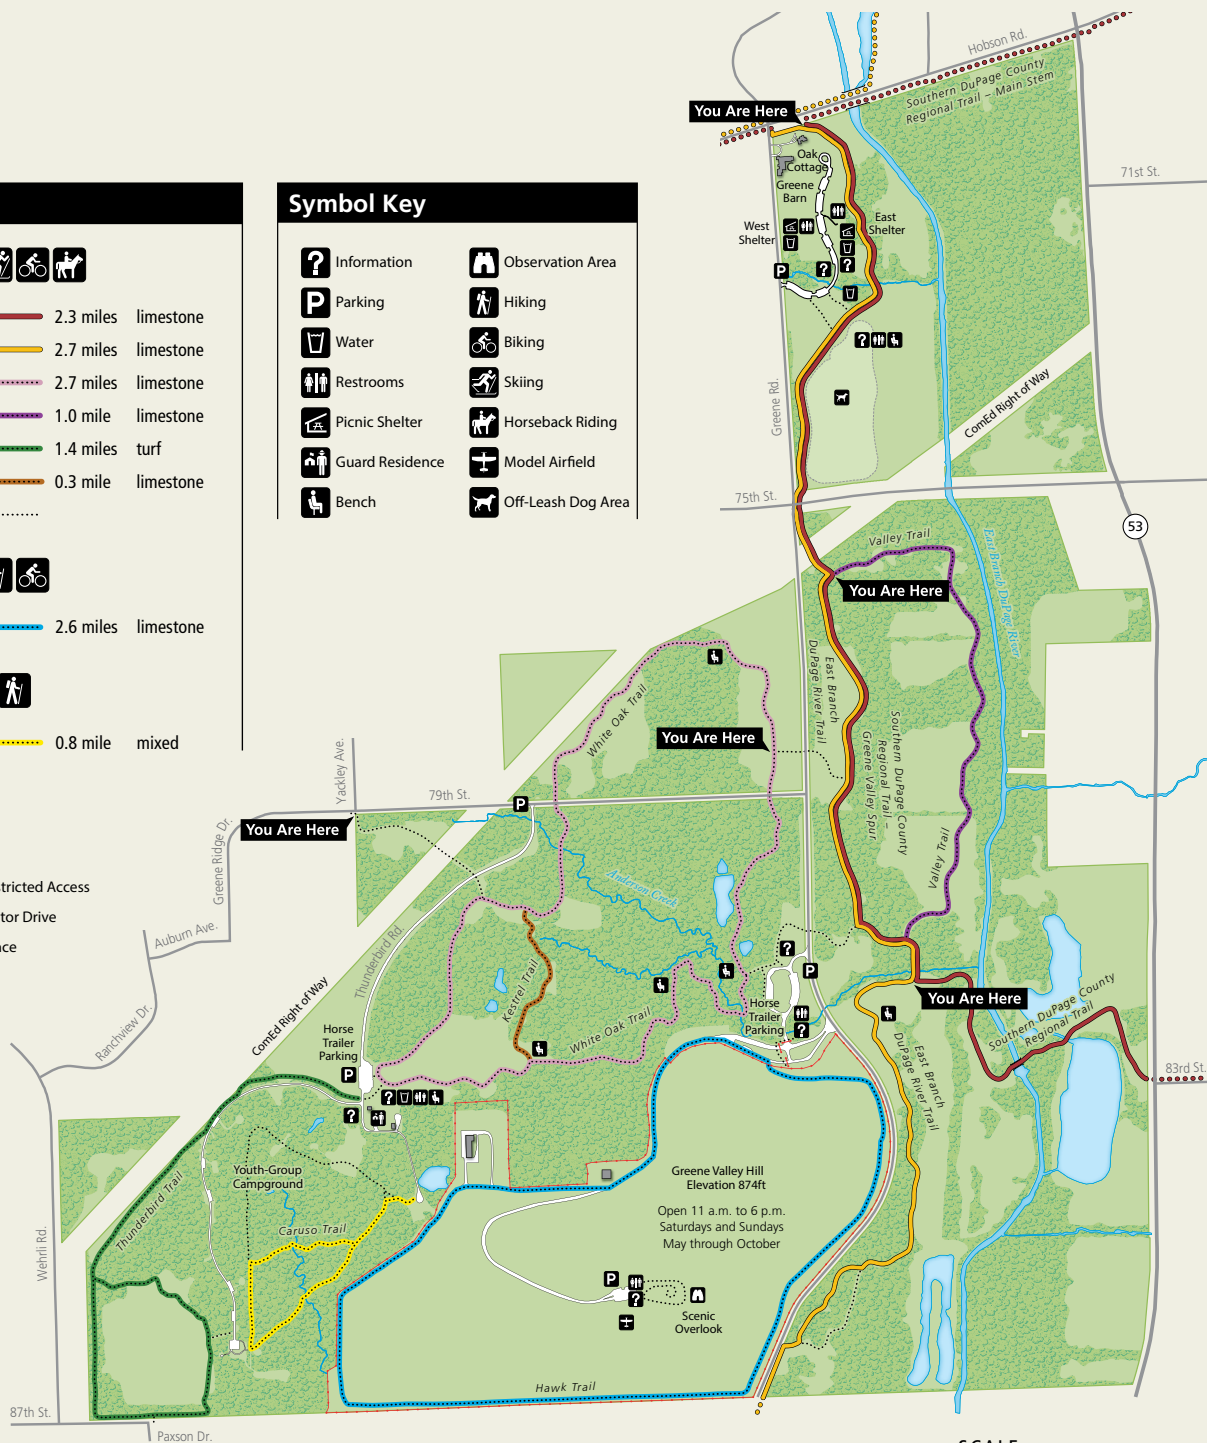 Hobson Rd.
Southern DuPage County
Regional Trail – Main Stem
You Are Here
71st St.
Oak
Cottage
Greene
Barn
West
Shelter
East
Shelter
P
?
?
Symbol Key
? Information
P Parking
Water
Restrooms
Picnic Shelter
Guard Residence
Bench
Observation Area
Hiking
Biking
Skiing
Horseback Riding
Model Airfield
Off-Leash Dog Area
2.3 miles limestone
2.7 miles limestone
2.7 miles limestone
1.0 mile limestone
1.4 miles turf
0.3 mile limestone
2.6 miles limestone
0.8 mile mixed
stricted Access
tor Drive
nce
?
Greene Rd.
ComEd Right of Way
75th St.
53
Valley Trail
You Are Here
East Branch DuPage River
East Branch
DuPage River Trail
White Oak Trail
You Are Here
Southern DuPage County
Regional Trail –
Greene Valley Spur
Yackley Ave.
79th St.
P
You Are Here
Greene Ridge Dr.
Valley Trail
Anderson Creek
Auburn Ave.
Thunderbird Rd.
?
P
Kestrel Trail
ComEd Right of Way
Ranchview Dr.
Horse
Trailer
Parking
?
You Are Here
White Oak Trail
Southern DuPage County
Regional Trail
Horse
Trailer
Parking
P
?
?
East Branch
DuPage River Trail
83rd St.
Youth-Group
Campground
Greene Valley Hill
Elevation 874ft
Open 11 a.m. to 6 p.m.
Saturdays and Sundays
May through October
Thunderbird Trail
Caruso Trail
Wehrli Rd.
P
?
Scenic
Overlook
Hawk Trail
87th St.
Paxson Dr.